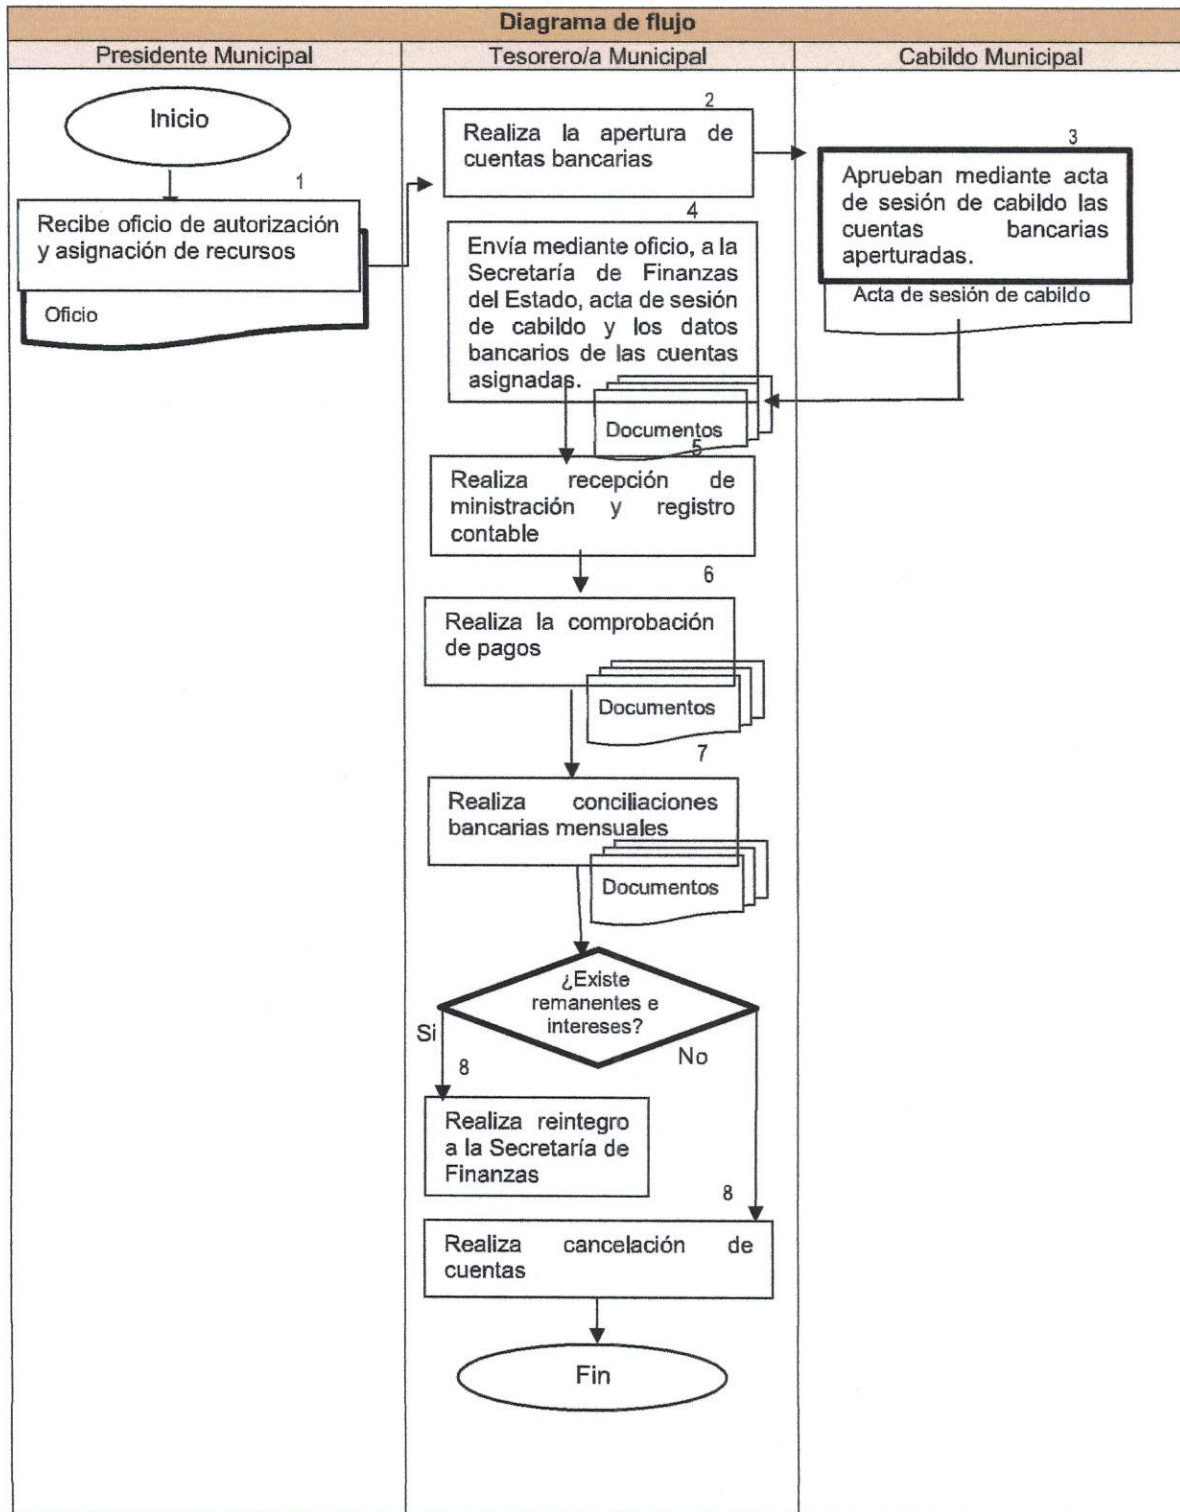 Diagrama de flujo
Presidente Municipal
Tesorero/a Municipal
Cabildo Municipal
Inicio
1
Recibe oficio de autorización
y asignación de recursos
Oficio
2
Realiza la apertura de
cuentas bancarias
3
Aprueban mediante acta
de sesión de cabildo las
cuentas bancarias
aperturadas.
Acta de sesión de cabildo
4
Envía mediante oficio, a la
Secretaría de Finanzas
del Estado, acta de sesión
de cabildo y los datos
bancarios de las cuentas
asignadas.
Documentos
5
Realiza recepción de
ministración y registro
contable
6
Realiza la comprobación
de pagos
Documentos
7
Realiza conciliaciones
bancarias mensuales
Documentos
¿Existe
remanentes e
intereses?
Si
No
8
Realiza reintegro
a la Secretaría de
Finanzas
8
Realiza cancelación de
cuentas
Fin